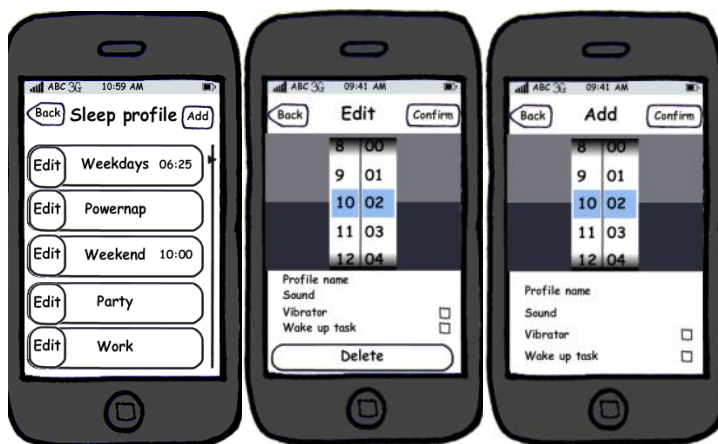 ABC 3G 10:59 AM
Back Sleep profile Add
Edit Weekdays 06:25
Edit Powernap
Edit Weekend 10:00
Edit Party
Edit Work
ABC 3G 09:41 AM
Back Edit Confirm
8 00
9 01
10 02
11 03
12 04
Profile name
Sound
Vibrator
Wake up task
Delete
ABC 3G 09:41 AM
Back Add Confirm
8 00
9 01
10 02
11 03
12 04
Profile name
Sound
Vibrator
Wake up task